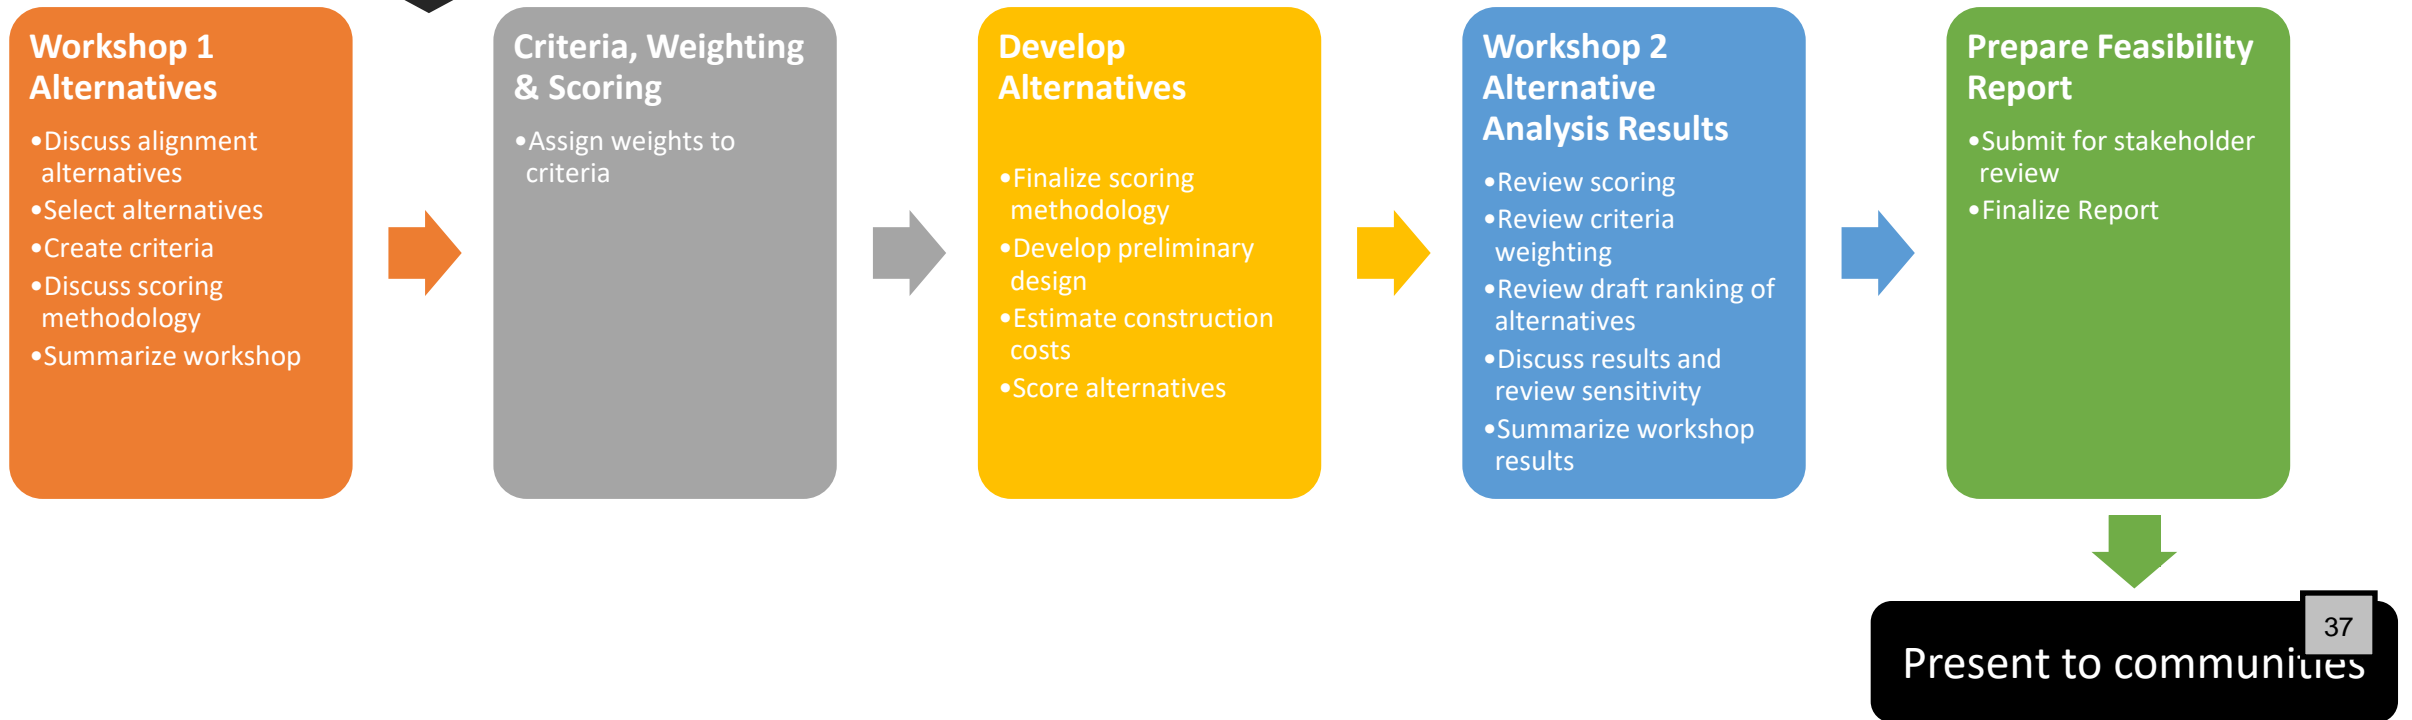 Workshop 1
Alternatives
•Discuss alignment
alternatives
•Select alternatives
•Create criteria
•Discuss scoring
methodology
•Summarize workshop
Criteria, Weighting
& Scoring
•Assign weights to
criteria
Develop
Alternatives
•Finalize scoring
methodology
•Develop preliminary
design
•Estimate construction
costs
•Score alternatives
Workshop 2
Alternative
Analysis Results
•Review scoring
•Review criteria
weighting
•Review draft ranking of
alternatives
•Discuss results and
review sensitivity
•Summarize workshop
results
Prepare Feasibility
Report
•Submit for stakeholder
review
•Finalize Report
37
Present to communities